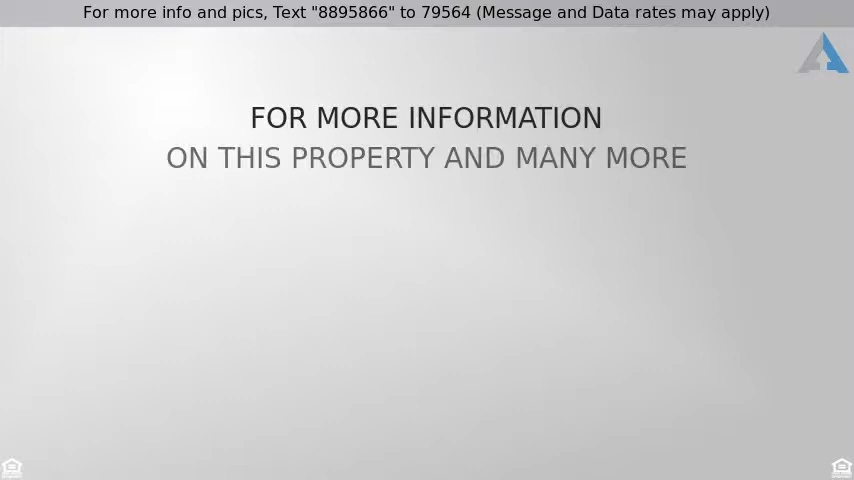 For more info and pics, Text "8895866" to 79564 (Message and Data rates may apply)
FOR MORE INFORMATION
ON THIS PROPERTY AND MANY MORE